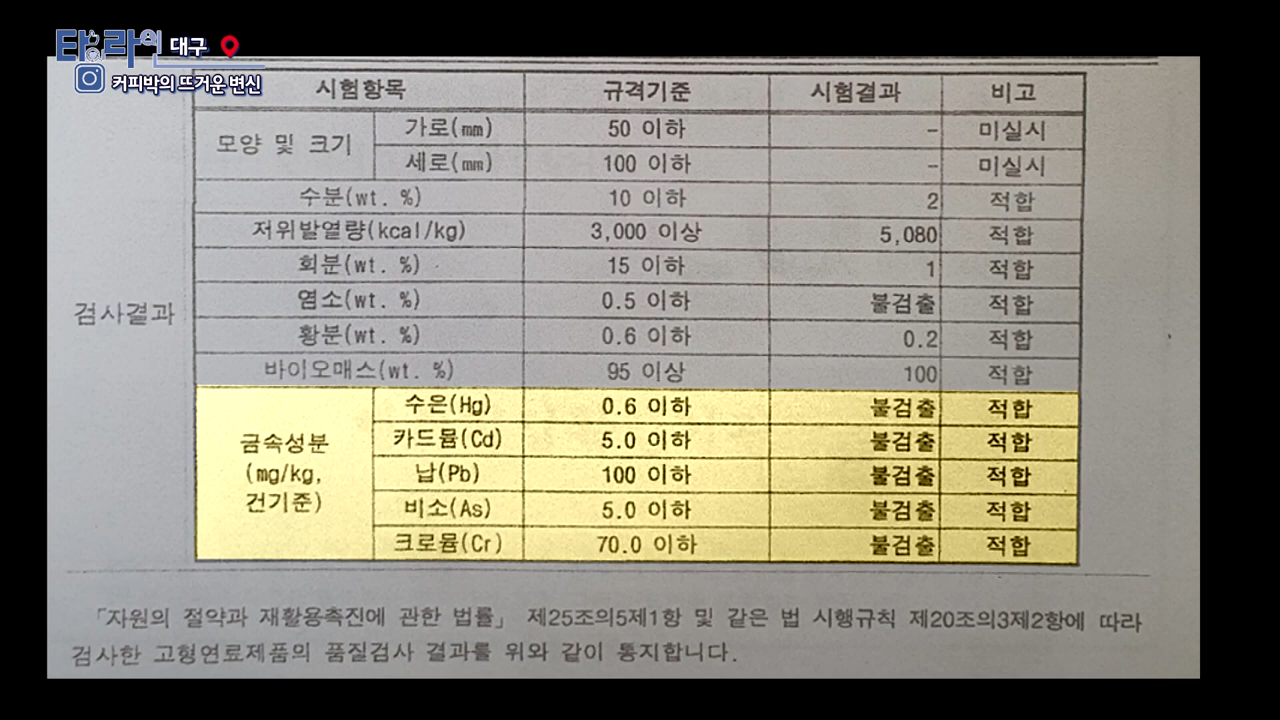 타라의 대구
커피박의 뜨거운 변신
시험항목 규격기준 시험결과 비고
모양 및 크기 가로(㎜) 50 이하 - 미실시
세로(㎜) 100 이하 - 미실시
수분(wt. %) 10 이하 2 적합
저위발열량(kcal/kg) 3,000 이상 5,080 적합
회분(wt. %) 15 이하 1 적합
염소(wt. %) 0.5 이하 불검출 적합
황분(wt. %) 0.6 이하 0.2 적합
바이오매스(wt. %) 95 이상 100 적합
검사결과
금속성분 (mg/kg, 건기준) 수은(Hg) 0.6 이하 불검출 적합
카드뮴(Cd) 5.0 이하 불검출 적합
납(Pb) 100 이하 불검출 적합
비소(As) 5.0 이하 불검출 적합
크로뮴(Cr) 70.0 이하 불검출 적합
「자원의 절약과 재활용촉진에 관한 법률」 제25조의5제1항 및 같은 법 시행규칙 제20조의3제2항에 따라
검사한 고형연료제품의 품질검사 결과를 위와 같이 통지합니다.